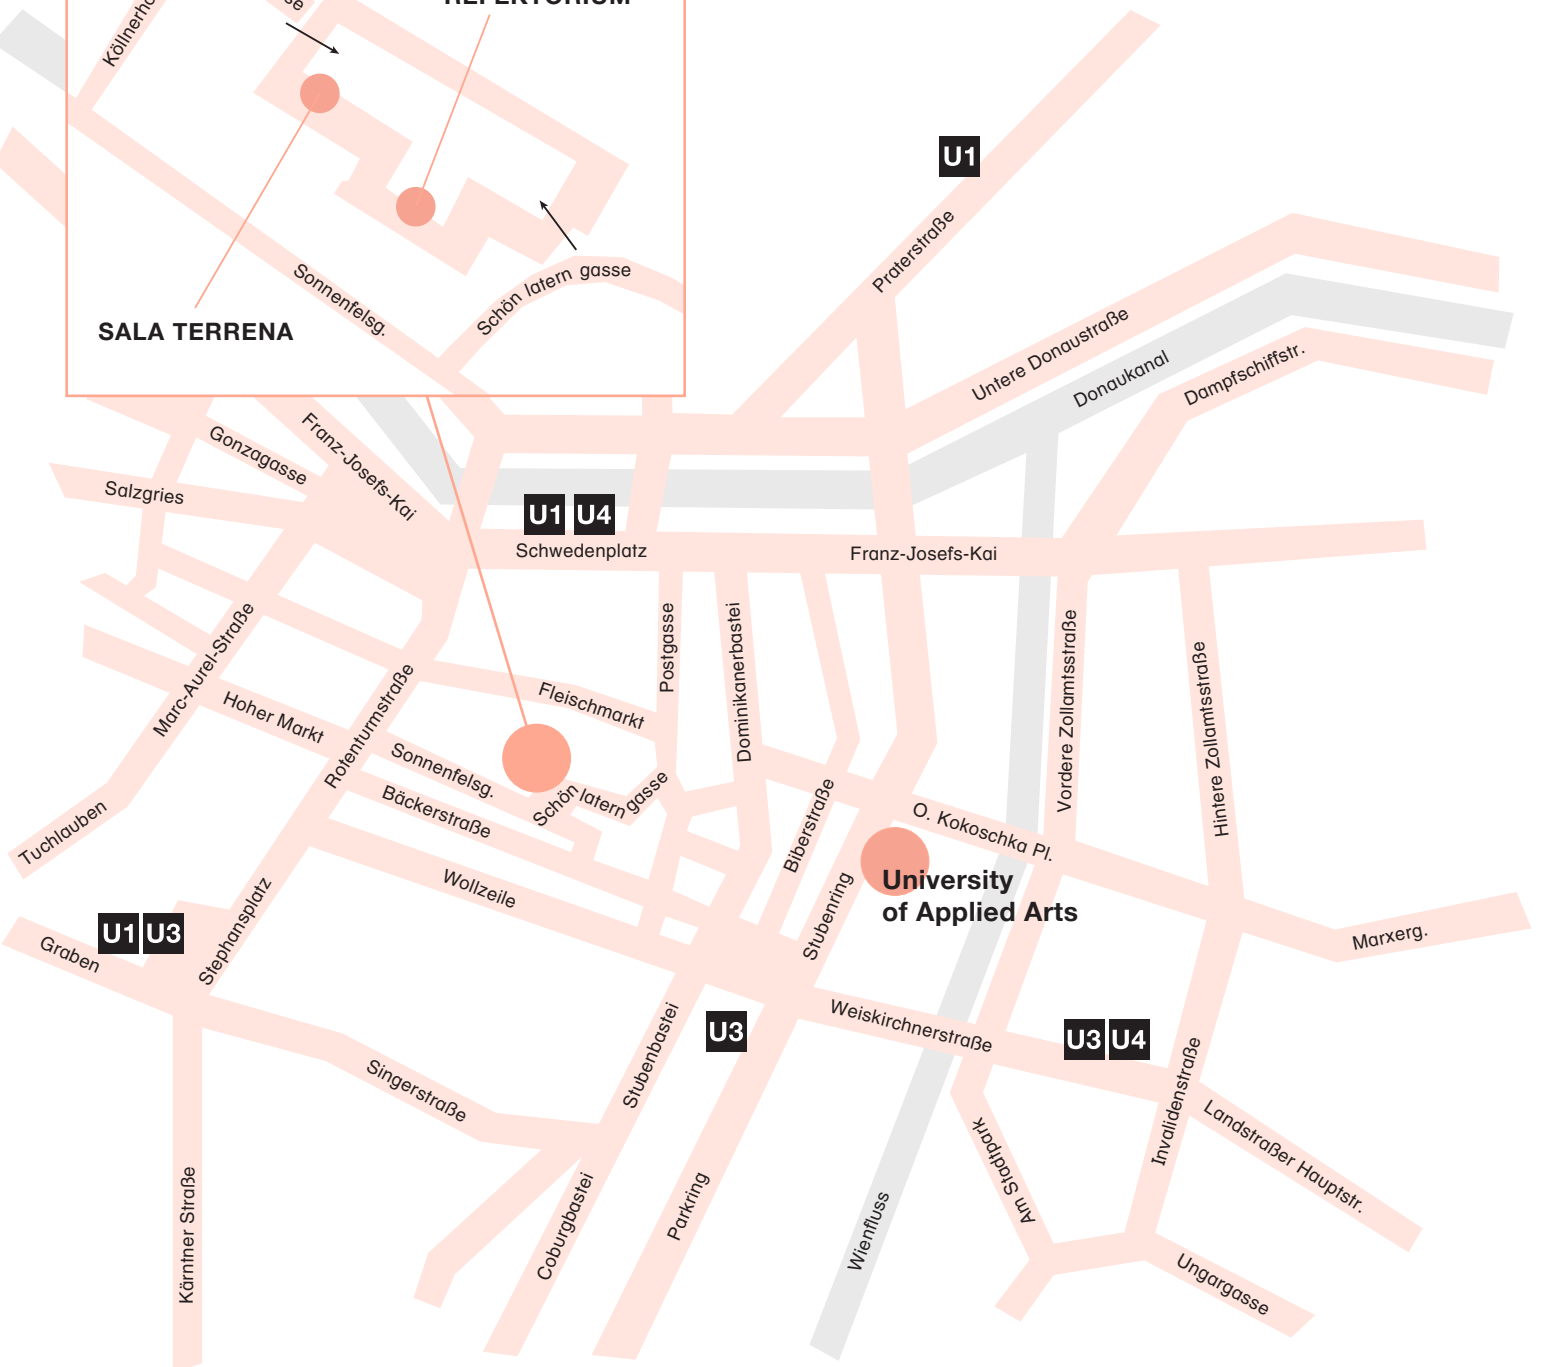 REPERTORIUM
Sonnenfelsg.
Schön latern gasse
SALA TERRENA
U1
Praterstraße
Untere Donaustraße
Donaukanal
Dampfschiffstr.
Franz-Josefs-Kai
Gonzagasse
Salzgries
U1 U4
Schwedenplatz
Franz-Josefs-Kai
Marc-Aurel-Straße
Postgasse
Dominikanerbastei
Vordere Zollamtsstraße
Hintere Zollamtsstraße
Fleischmarkt
Hoher Markt
Rotenturmstraße
Sonnenfelsg.
Bäckerstraße
Schön latern gasse
Tuchlauben
Biberstraße
O. Kokoschka Pl.
Wollzeile
University
of Applied Arts
Stubenring
Stephansplatz
U1 U3
Graben
Marxerg.
Weiskirchnerstraße
U3
U3 U4
Stubenbastei
Singerstraße
Invalidenstraße
Landstraßer Hauptstr.
Am Stadtpark
Kärntner Straße
Coburgbastei
Parkring
Wienfluss
Ungargasse